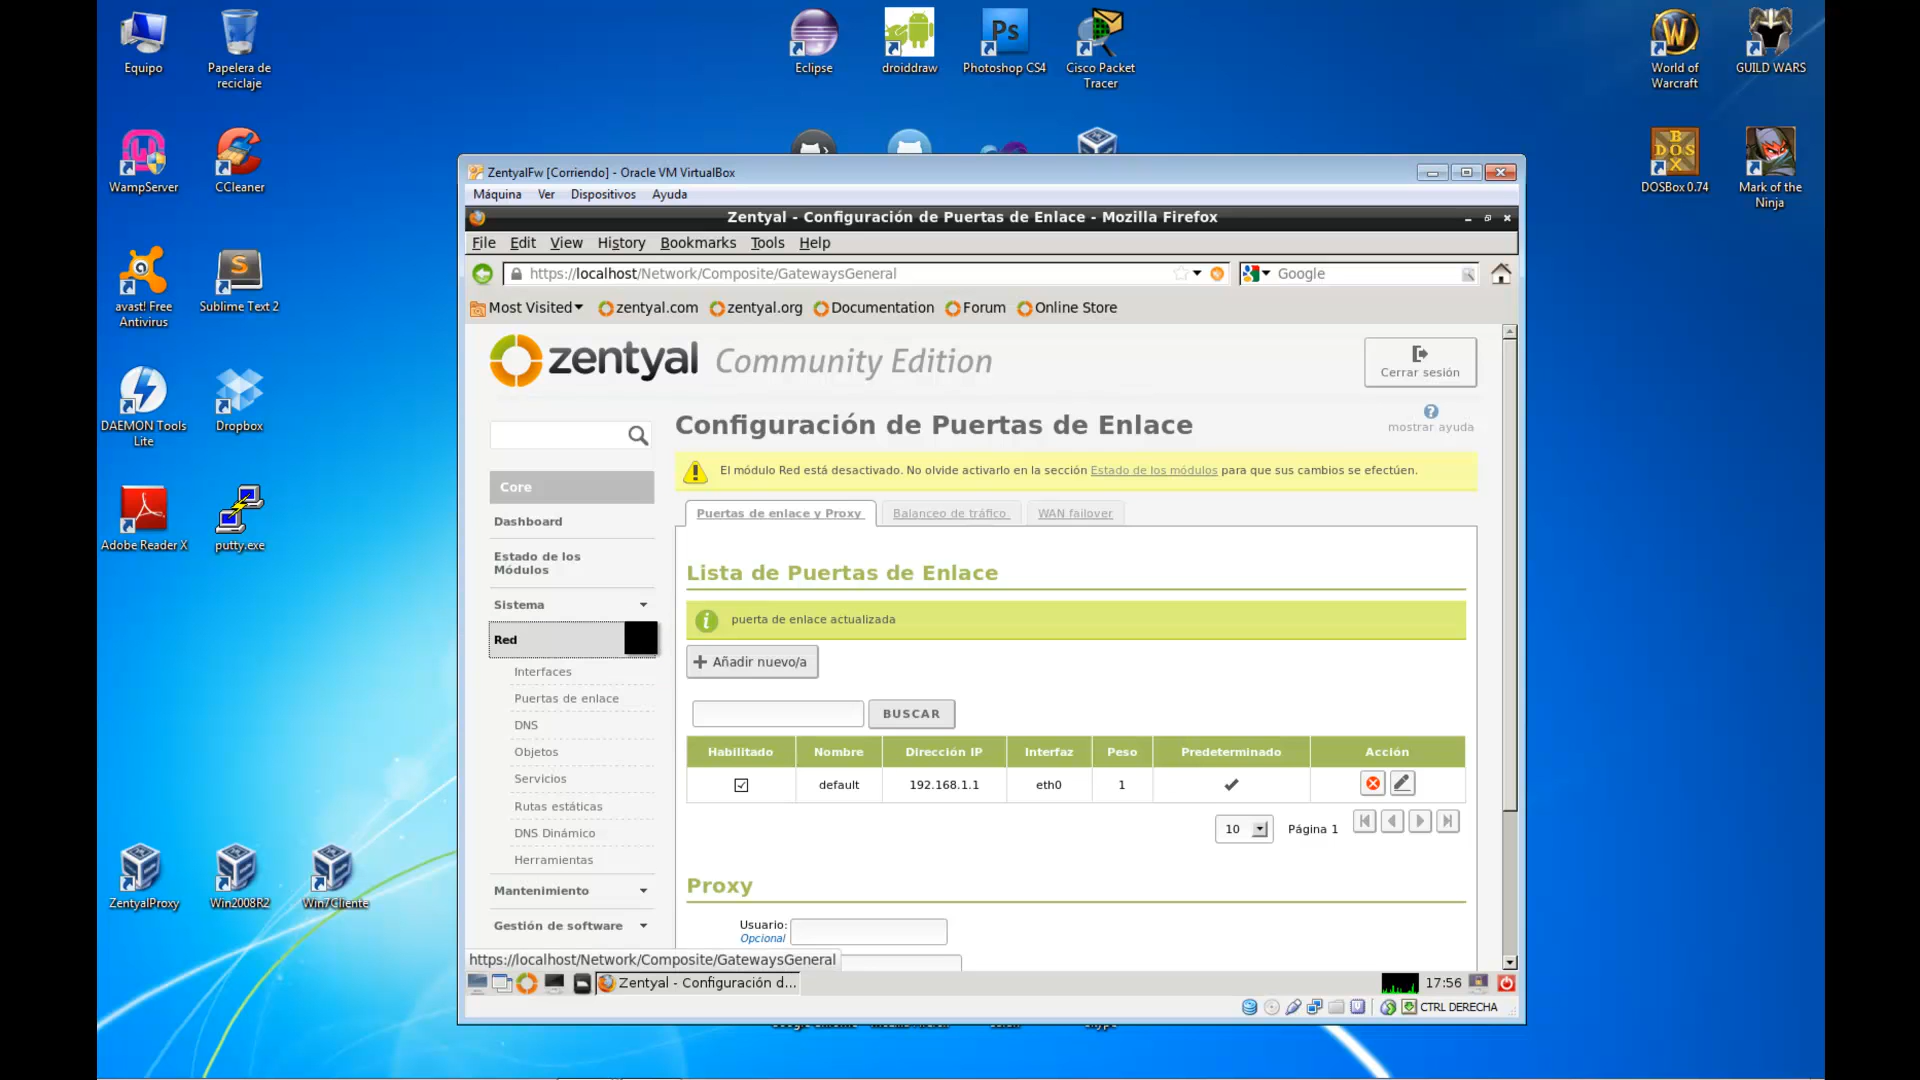 Equipo
Papelera de
reciclaje
Eclipse
droiddraw
Photoshop CS4
Cisco Packet
Tracer
World of
Warcraft
GUILD WARS
WampServer
CCleaner
DOSBox 0.74
Mark of the
Ninja
avast! Free
Antivirus
Sublime Text 2
DAEMON Tools
Lite
Dropbox
Adobe Reader X
putty.exe
ZentyalProxy
Win2008R2
Win7Cliente
ZentyalFw [Corriendo] - Oracle VM VirtualBox
Máquina Ver Dispositivos Ayuda
Zentyal - Configuración de Puertas de Enlace - Mozilla Firefox
File Edit View History Bookmarks Tools Help
https://localhost/Network/Composite/GatewaysGeneral
Google
Most Visited zentyal.com zentyal.org Documentation Forum Online Store
zentyal Community Edition
Cerrar sesión
Configuración de Puertas de Enlace
mostrar ayuda
El módulo Red está desactivado. No olvide activarlo en la sección Estado de los módulos para que sus cambios se efectúen.
Core
Dashboard
Estado de los
Módulos
Sistema
Red
Interfaces
Puertas de enlace
DNS
Objetos
Servicios
Rutas estáticas
DNS Dinámico
Herramientas
Mantenimiento
Gestión de software
Puertas de enlace y Proxy Balanceo de tráfico WAN failover
Lista de Puertas de Enlace
puerta de enlace actualizada
Añadir nuevo/a
BUSCAR
Habilitado Nombre Dirección IP Interfaz Peso Predeterminado Acción
default 192.168.1.1 eth0 1
10 Página 1
Proxy
Usuario:
Opcional
https://localhost/Network/Composite/GatewaysGeneral
Zentyal - Configuración d...
17:56
CTRL DERECHA